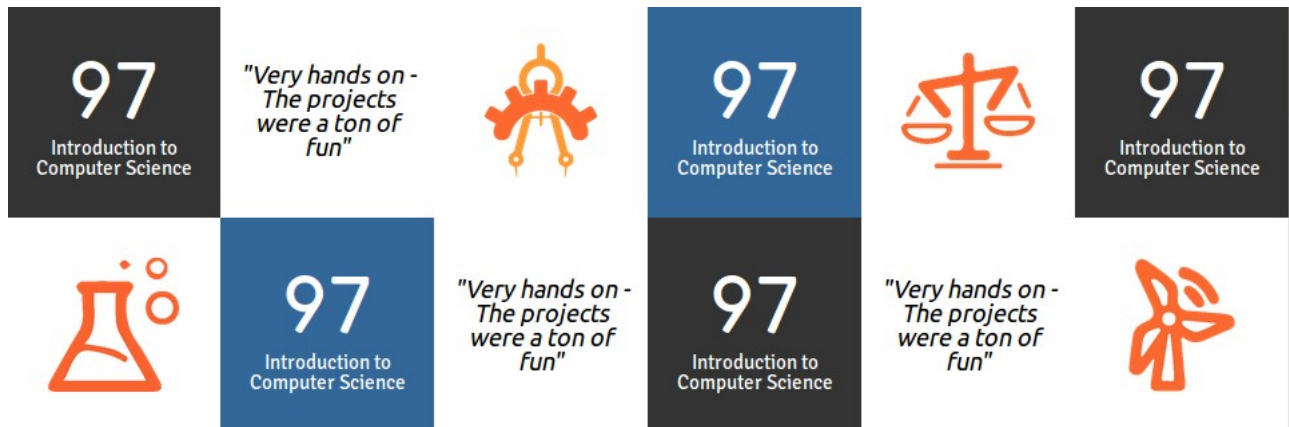 97
Introduction to
Computer Science
"Very hands on -
The projects
were a ton of
fun"
97
Introduction to
Computer Science
97
Introduction to
Computer Science
97
Introduction to
Computer Science
"Very hands on -
The projects
were a ton of
fun"
97
Introduction to
Computer Science
"Very hands on -
The projects
were a ton of
fun"